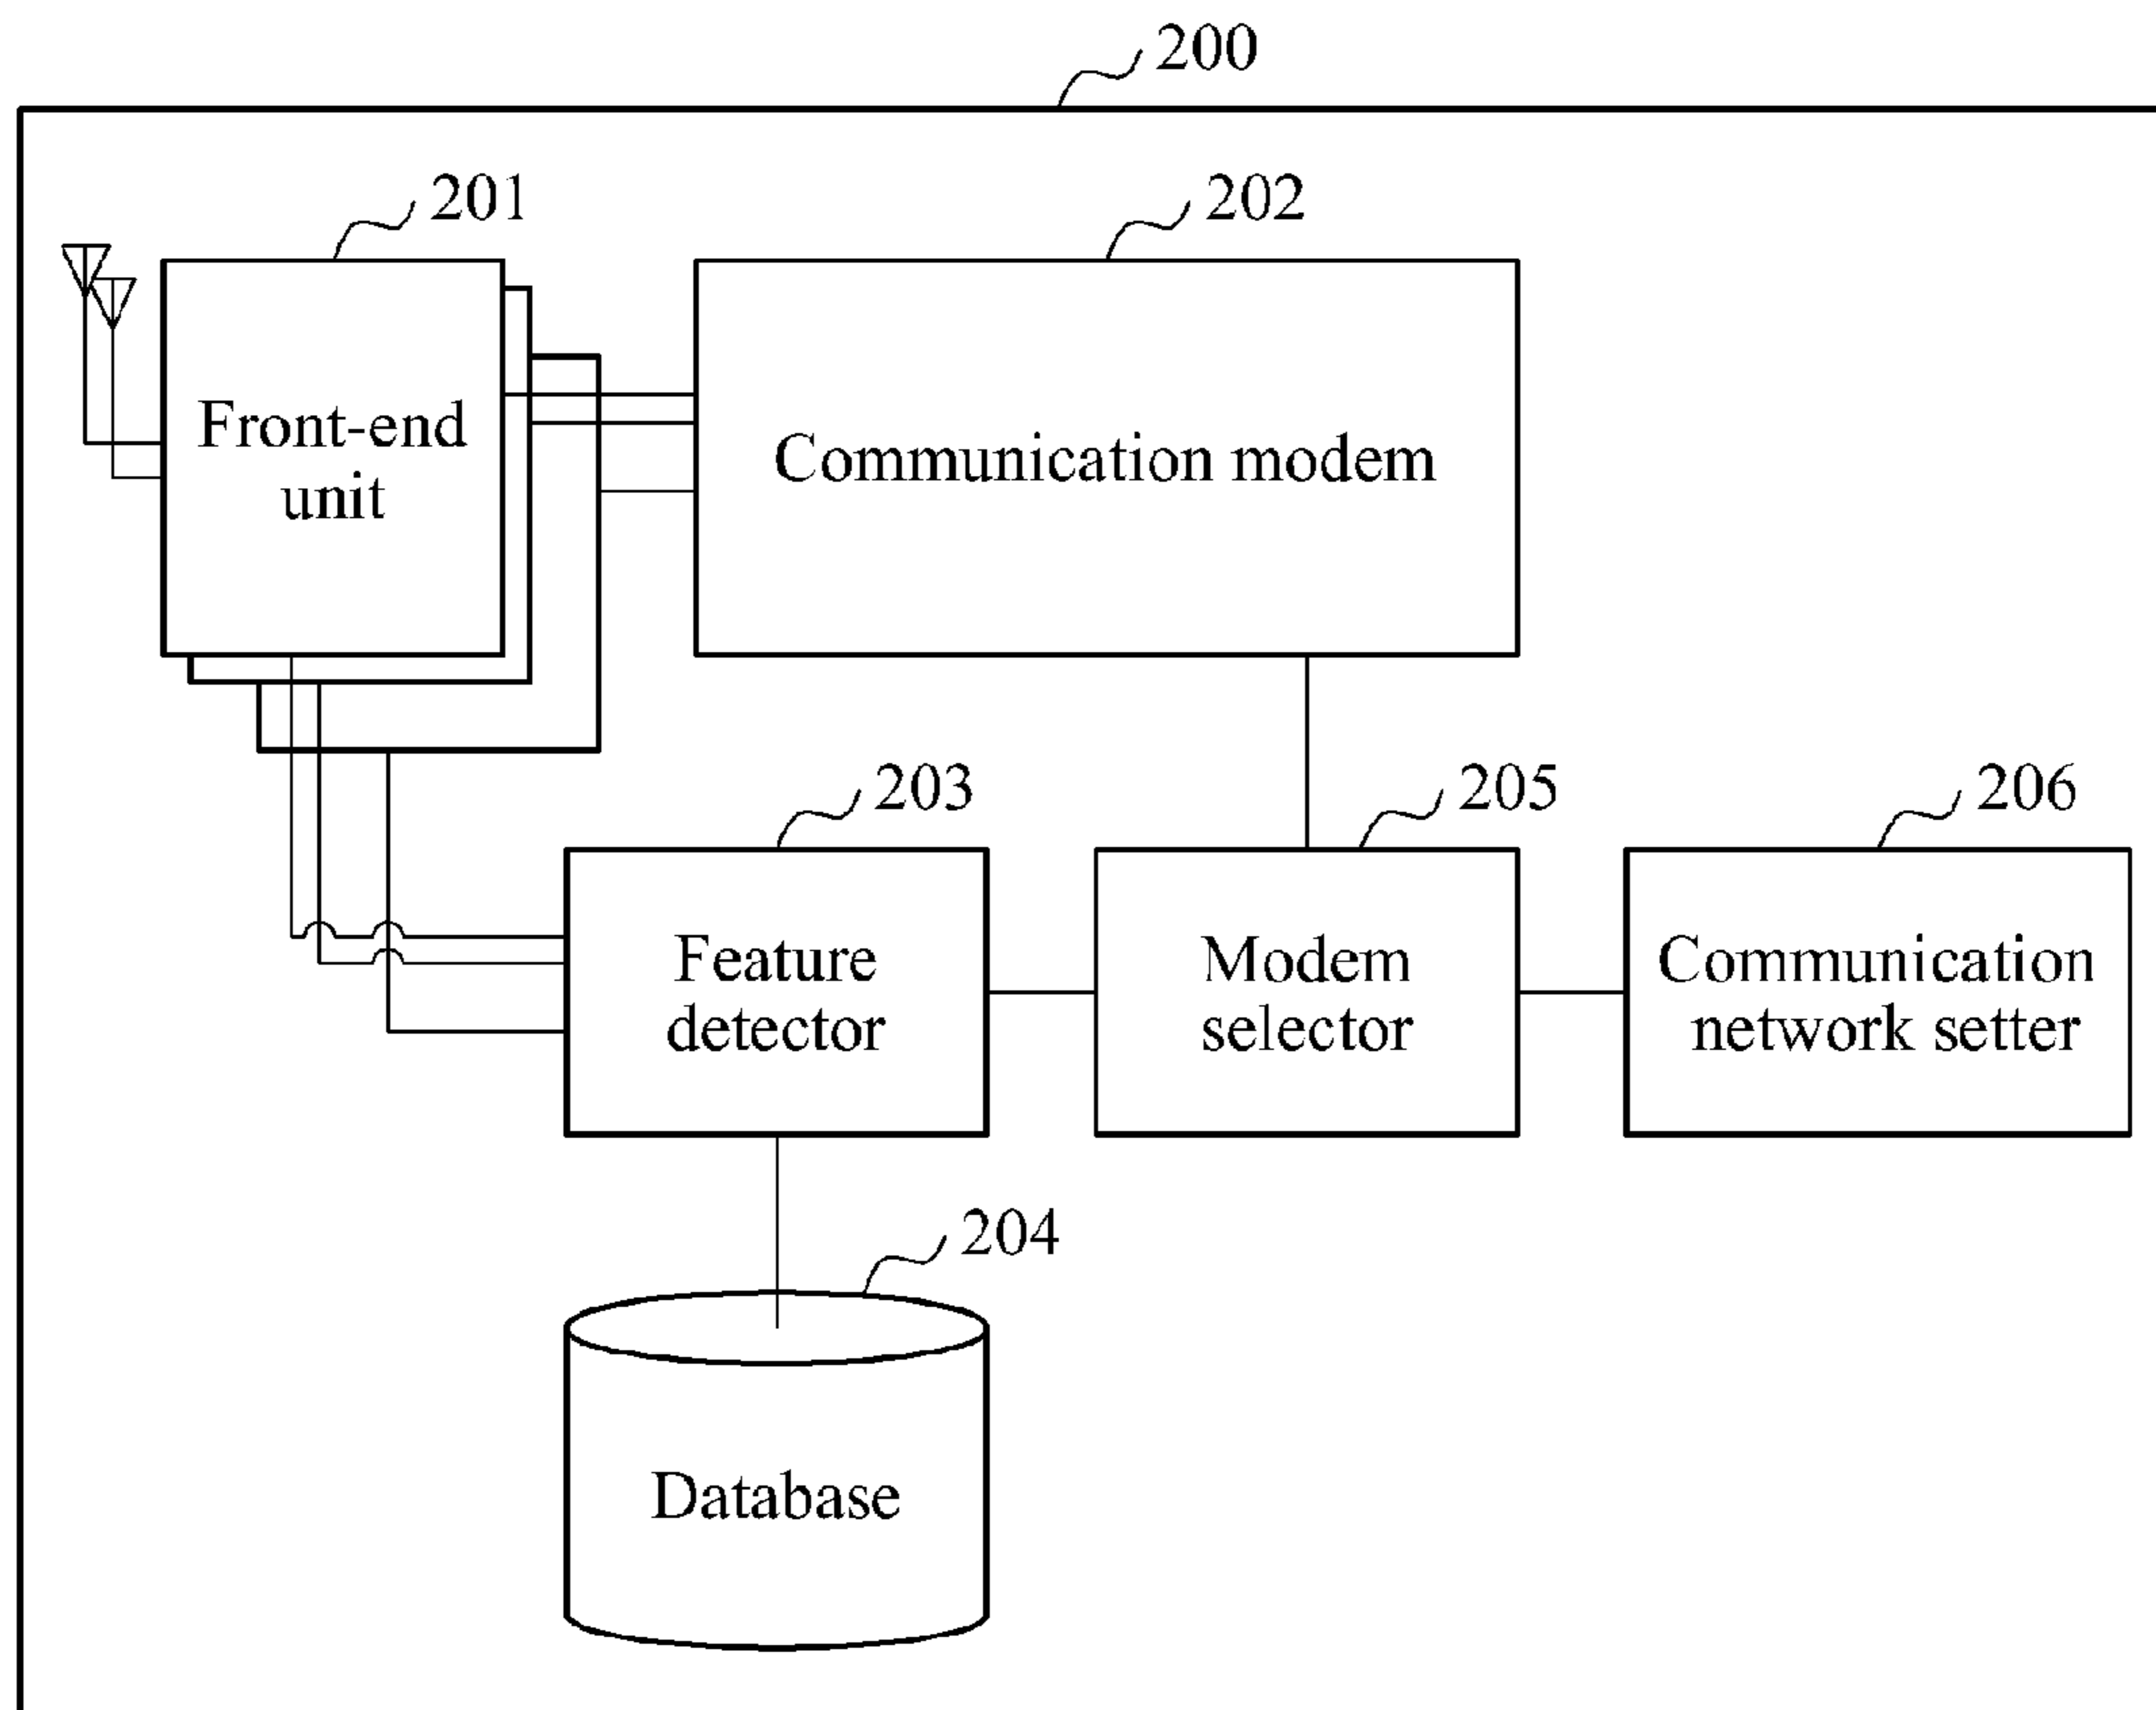 200
201
202
Front-end
unit
Communication modem
203
205
206
Feature
detector
Modem
selector
Communication
network setter
204
Database